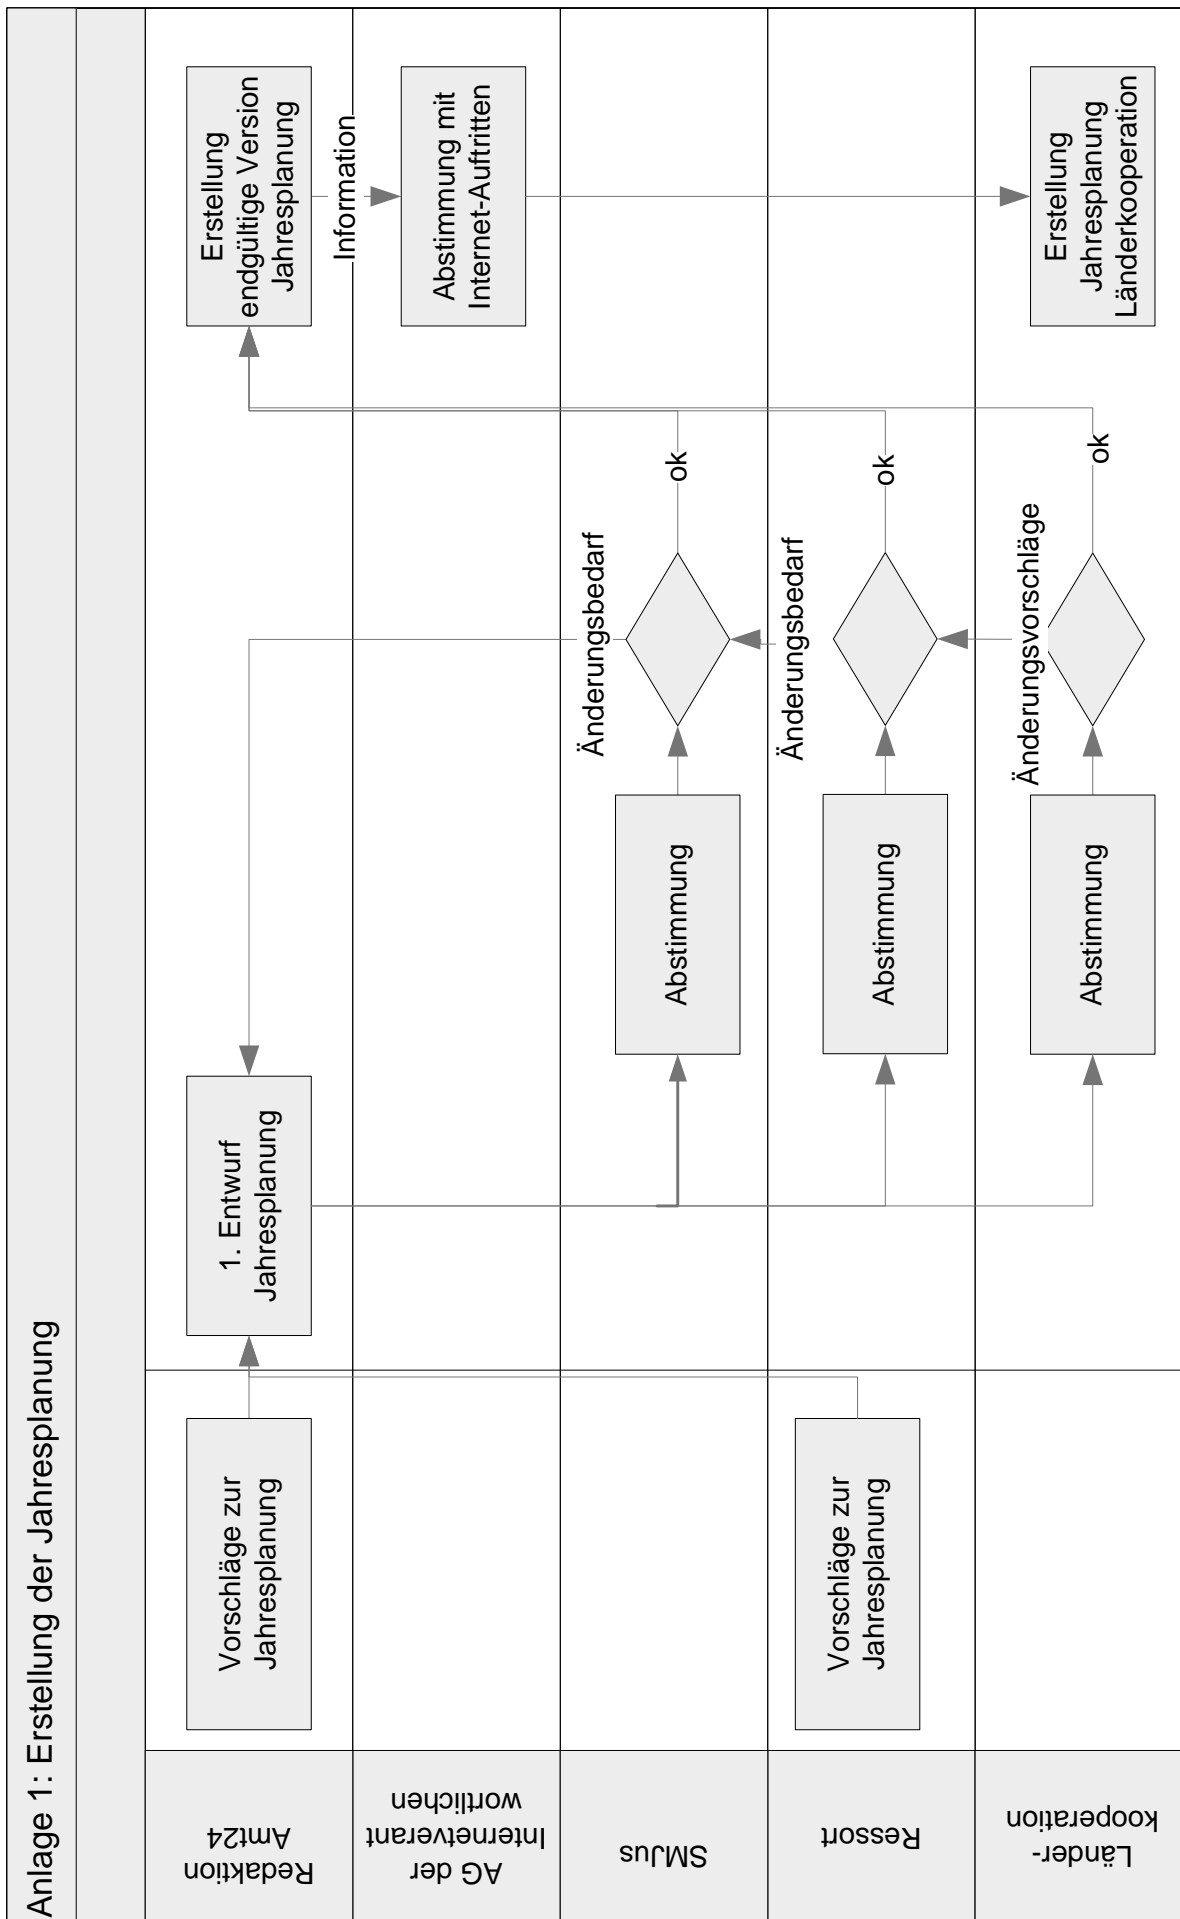 Anlage 1: Erstellung der Jahresplanung
Redaktion
Amt24
Vorschläge zur
Jahresplanung
1. Entwurf
Jahresplanung
Erstellung
endgültige Version
Jahresplanung
Information
AG der
Internetverant
wortlichen
Abstimmung mit
Internet-Auftritten
SMJus
Abstimmung
Änderungsbedarf
ok
Ressort
Vorschläge zur
Jahresplanung
Abstimmung
Änderungsbedarf
ok
Länder-
kooperation
Abstimmung
Änderungsvorschläge
ok
Erstellung
Jahresplanung
Länderkooperation